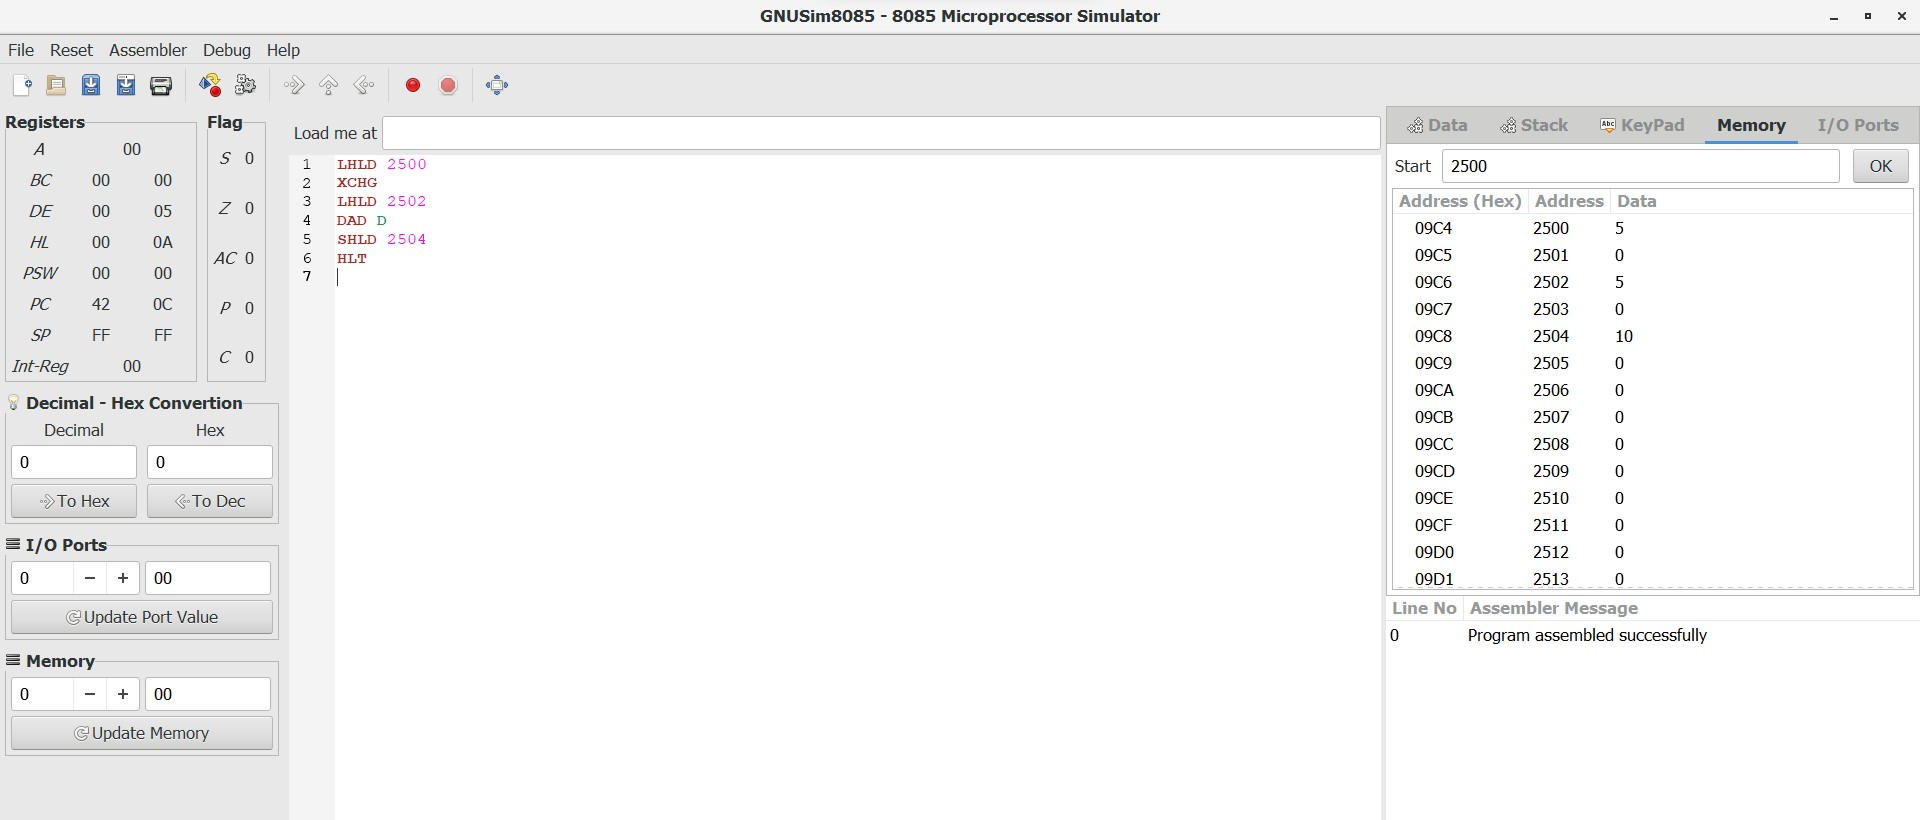 GNUSim8085 - 8085 Microprocessor Simulator
File Reset Assembler Debug Help
Registers
A 00
BC 00 00
DE 00 05
HL 00 0A
PSW 00 00
PC 42 0C
SP FF FF
Int-Reg 00
Flag
S 0
Z 0
AC 0
P 0
C 0
Decimal - Hex Convertion
Decimal Hex
0 0
To Hex To Dec
I/O Ports
0 − + 00
Update Port Value
Memory
0 − + 00
Update Memory
Load me at
1 LHLD 2500
2 XCHG
3 LHLD 2502
4 DAD D
5 SHLD 2504
6 HLT
7
Data Stack Abc KeyPad Memory I/O Ports
Start 2500 OK
Address (Hex) Address Data
09C4 2500 5
09C5 2501 0
09C6 2502 5
09C7 2503 0
09C8 2504 10
09C9 2505 0
09CA 2506 0
09CB 2507 0
09CC 2508 0
09CD 2509 0
09CE 2510 0
09CF 2511 0
09D0 2512 0
09D1 2513 0
Line No Assembler Message
0 Program assembled successfully